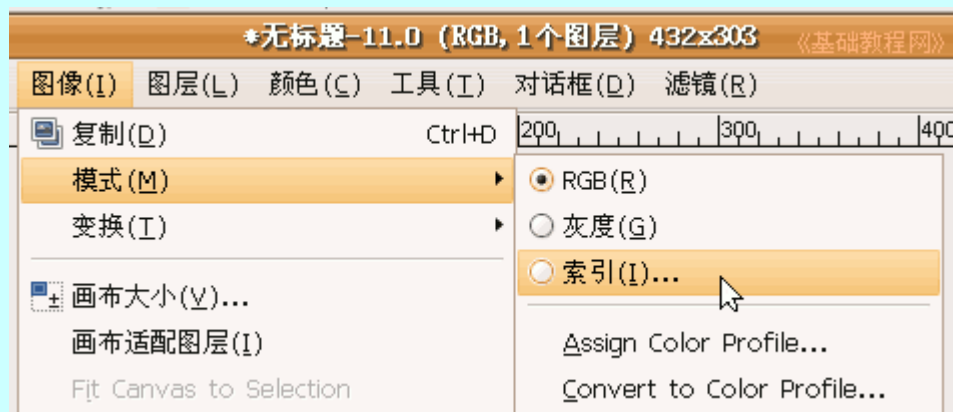 *无标题-11.0 (RGB, 1个图层) 432x303 《基础教程网》
图像(I) 图层(L) 颜色(C) 工具(T) 对话框(D) 滤镜(R)
复制(D) Ctrl+D
200 300 400
模式(M)
RGB(R)
变换(T)
灰度(G)
索引(I)...
画布大小(V)...
画布适配图层(I)
Assign Color Profile...
Fit Canvas to Selection
Convert to Color Profile...